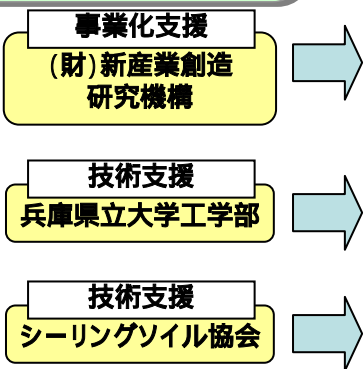 事業化支援
(財)新産業創造
研究機構
技術支援
兵庫県立大学工学部
技術支援
シーリングソイル協会